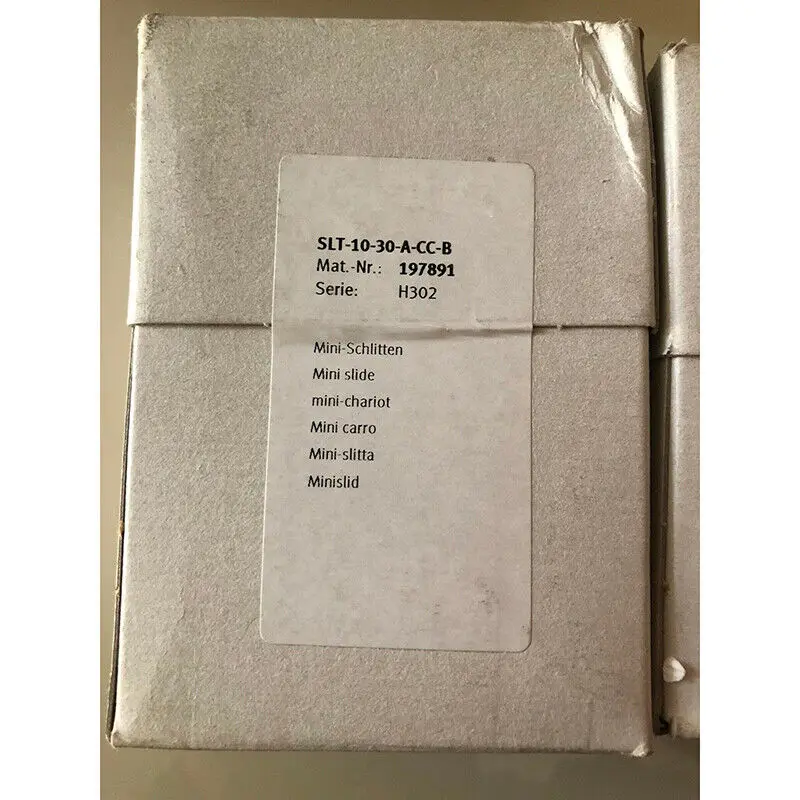 SLT-10-30-A-CC-B
Mat.-Nr.: 197891
Serie: H302
Mini-Schlitten
Mini slide
mini-chariot
Mini carro
Mini-slitta
Minislid